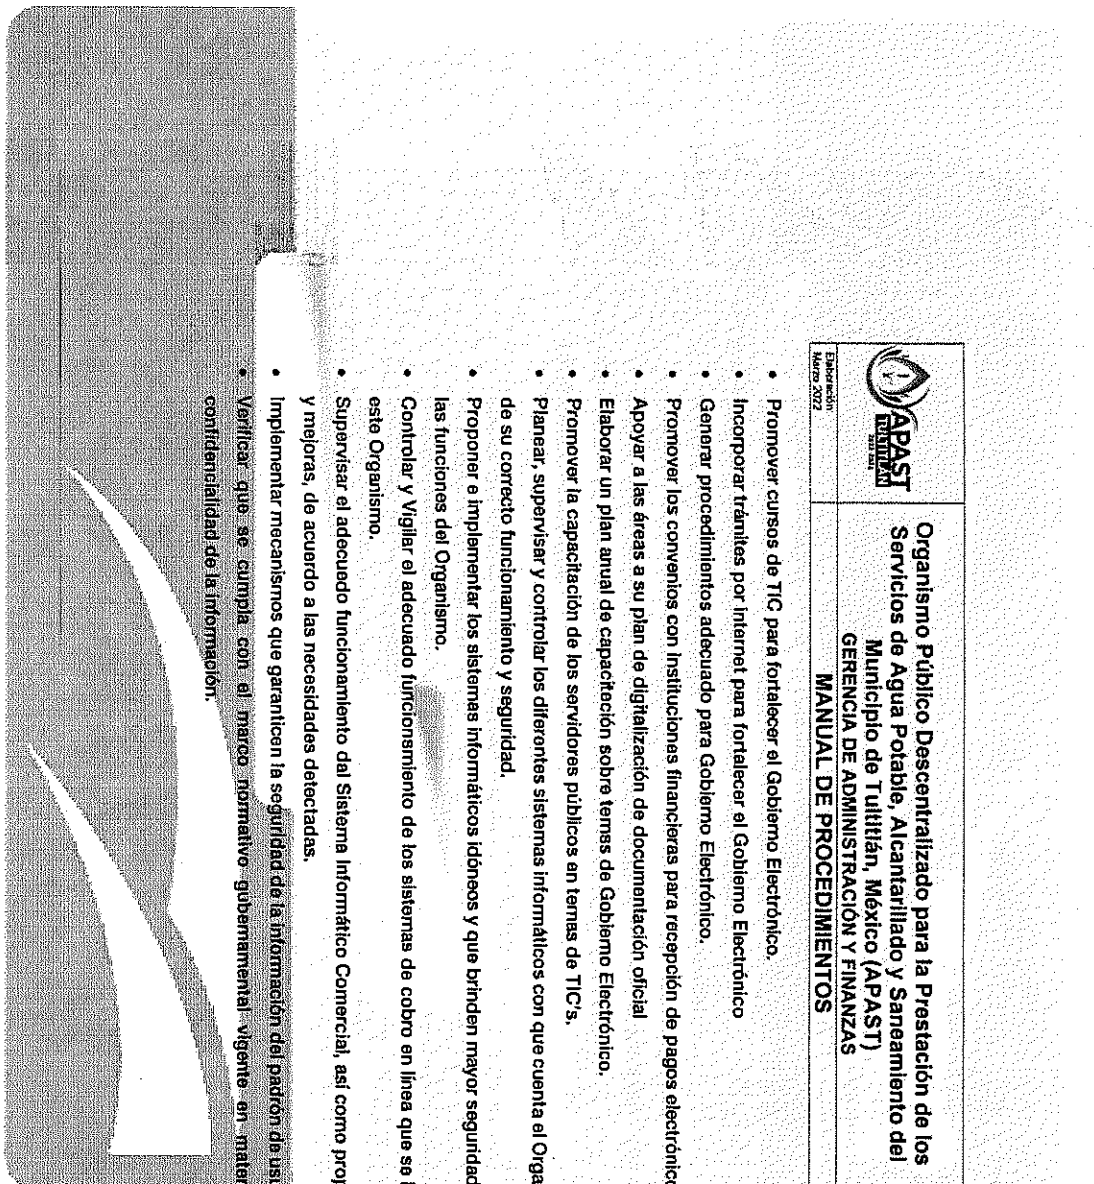 APAST
TULTITLÁN
Elaboración
Marzo 2022
Organismo Público Descentralizado para la Prestación de los
Servicios de Agua Potable, Alcantarillado y Saneamiento del
Municipio de Tultitlán, México (APAST)
GERENCIA DE ADMINISTRACIÓN Y FINANZAS
MANUAL DE PROCEDIMIENTOS
• Promover cursos de TIC para fortalecer el Gobierno Electrónico.
• Incorporar trámites por internet para fortalecer el Gobierno Electrónico
• Generar procedimientos adecuado para Gobierno Electrónico.
• Promover los convenios con instituciones financieras para recepción de pagos electrónico
• Apoyar a las áreas a su plan de digitalización de documentación oficial
• Elaborar un plan anual de capacitación sobre temas de Gobierno Electrónico.
• Promover la capacitación de los servidores públicos en temas de TIC's.
• Planear, supervisar y controlar los diferentes sistemas informáticos con que cuenta el Orga
de su correcto funcionamiento y seguridad.
• Proponer e implementar los sistemas informáticos idóneos y que brinden mayor seguridad
las funciones del Organismo.
• Controlar y Vigilar el adecuado funcionamiento de los sistemas de cobro en línea que se
este Organismo.
• Supervisar el adecuado funcionamiento del Sistema Informático Comercial, así como prop
y mejoras, de acuerdo a las necesidades detectadas.
• Implementar mecanismos que garanticen la seguridad de la información del padrón de usu
• Verificar que se cumpla con el marco normativo gubernamental vigente en mater
confidencialidad de la información.